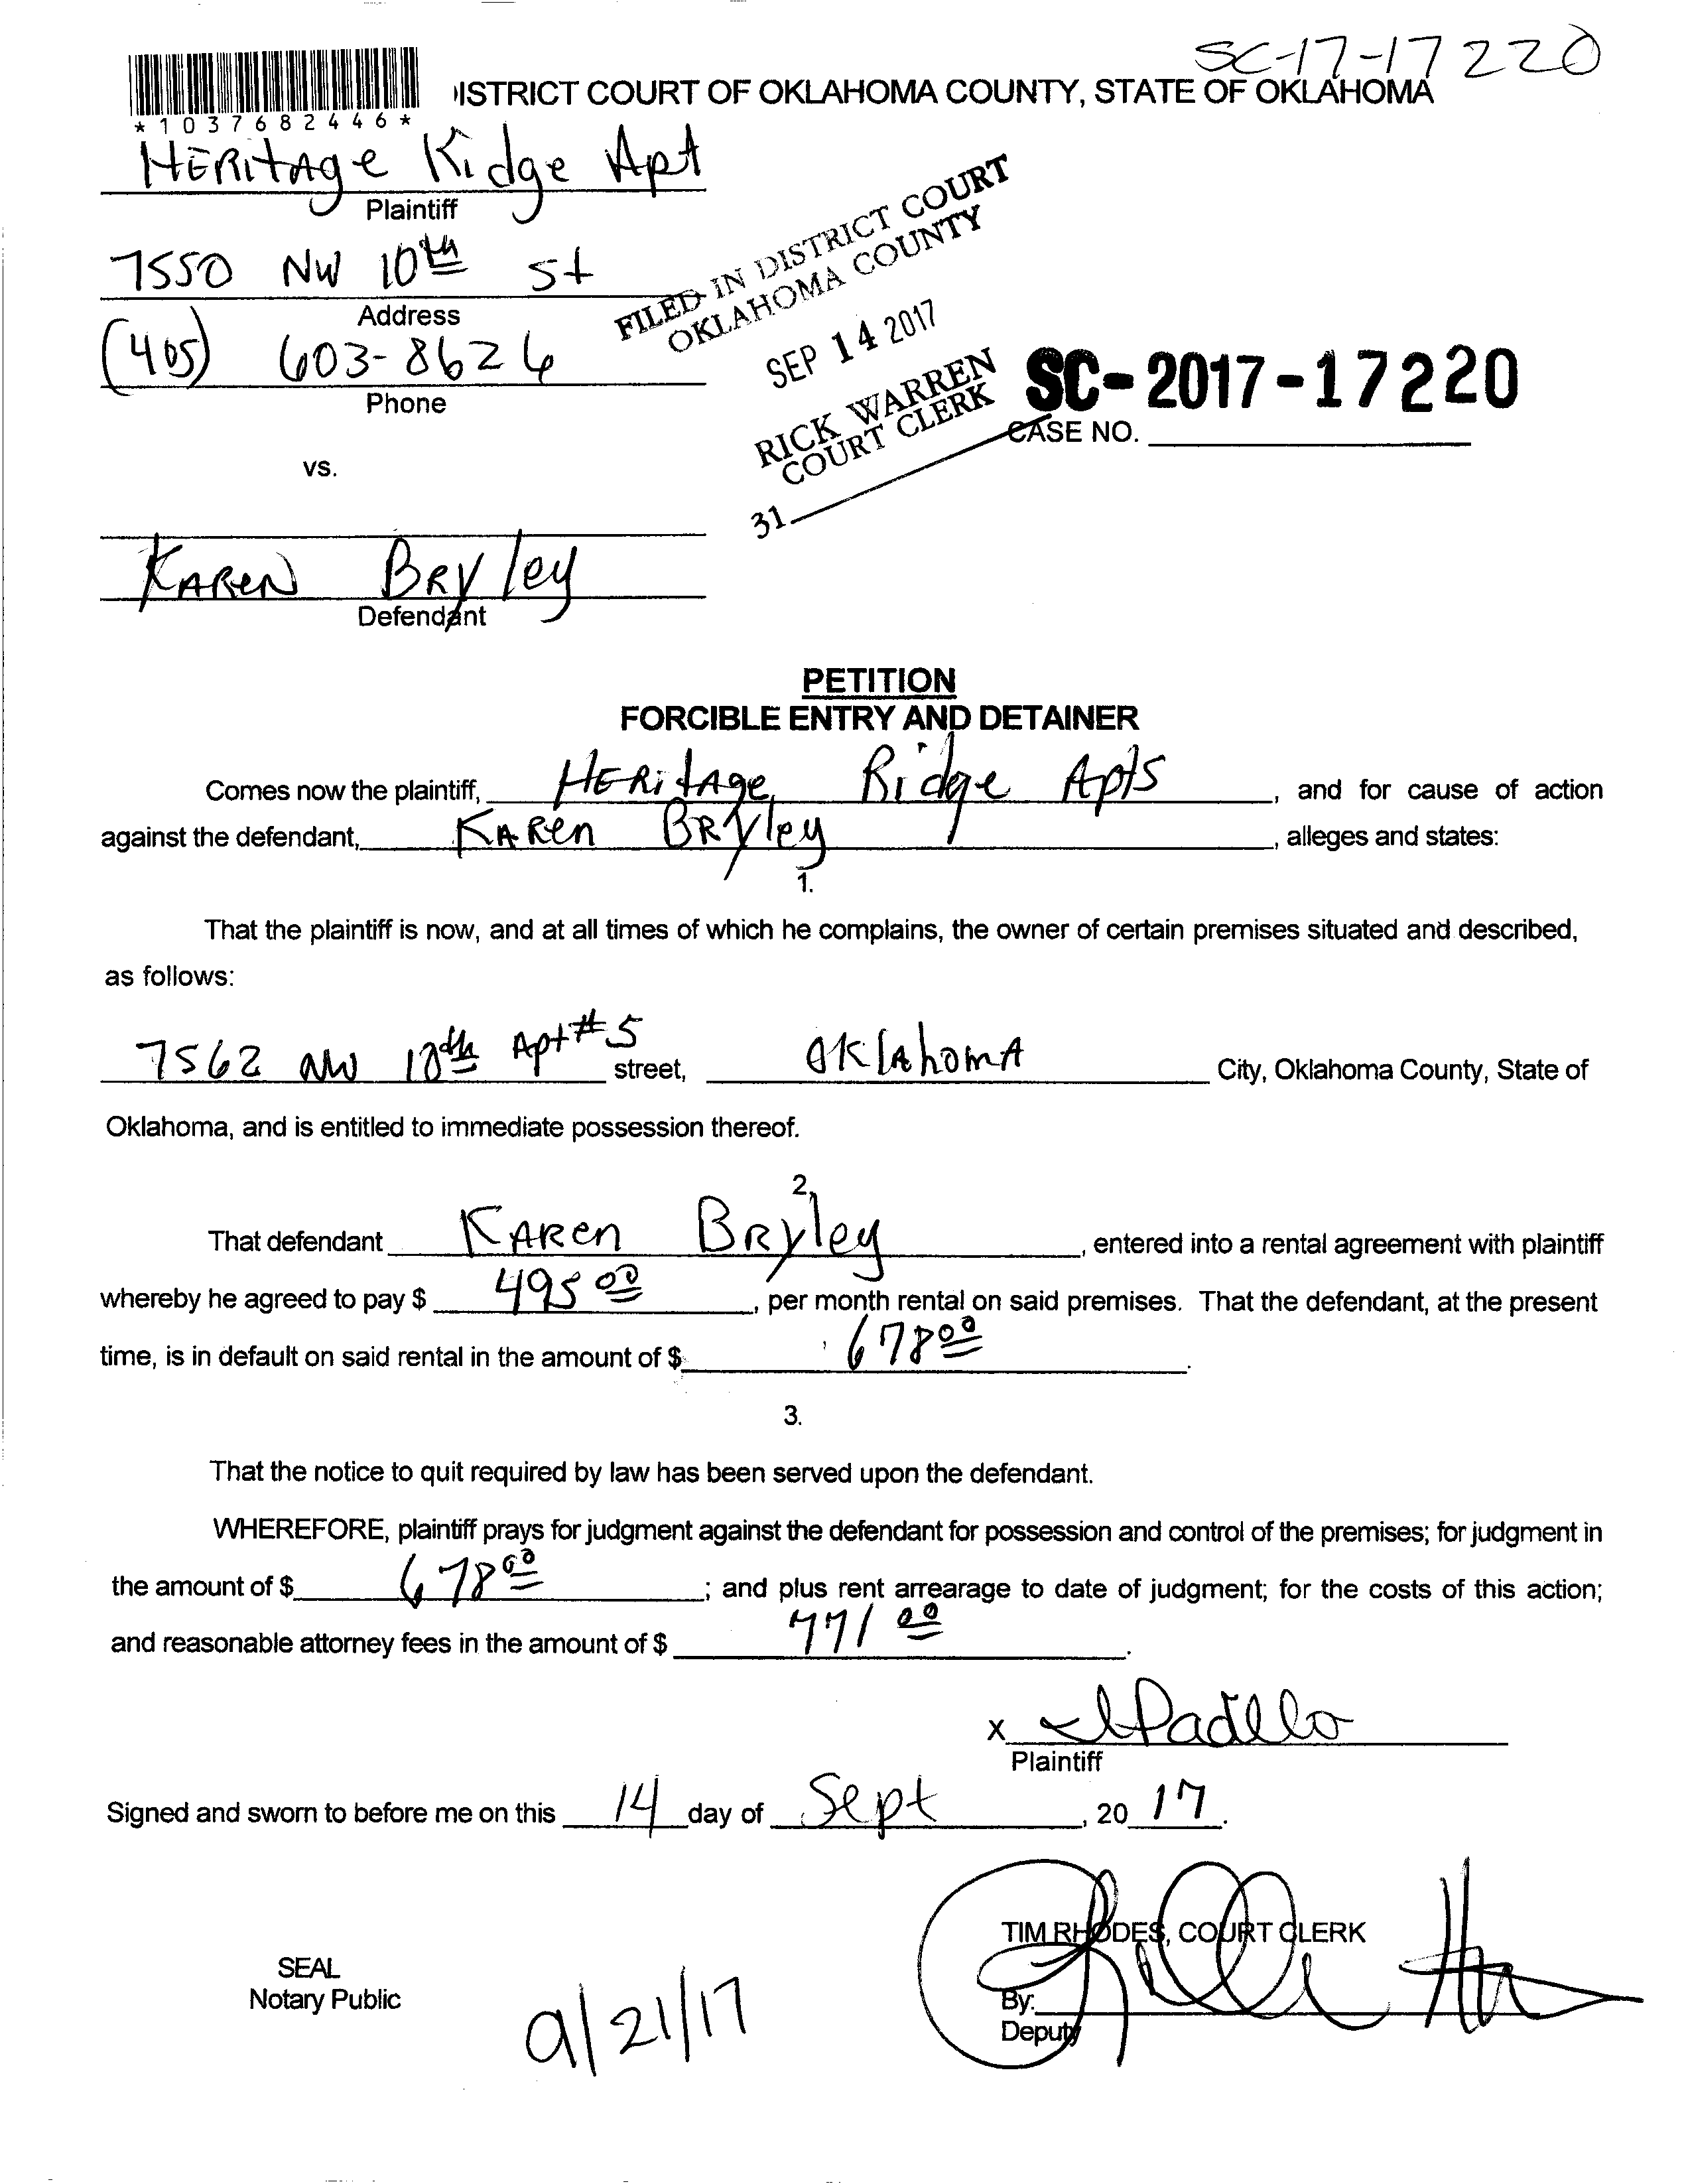 SC-17-17220
*1037682446*
ISTRICT COURT OF OKLAHOMA COUNTY, STATE OF OKLAHOMA
HERitAge Ridge Apt
Plaintiff
7550 NW 10th St
Address
(405) 603-8626
Phone
FILED IN DISTRICT COURT
OKLAHOMA COUNTY
SEP 14 2017
RICK WARREN
COURT CLERK
31
SC-2017-17220
CASE NO.
vs.
KAREN BRyley
Defendant
PETITION
FORCIBLE ENTRY AND DETAINER
Comes now the plaintiff, HERitAge Ridge Apts, and for cause of action
against the defendant, KARen BRyley, alleges and states:
1.
That the plaintiff is now, and at all times of which he complains, the owner of certain premises situated and described,
as follows:
7562 NW 10th Apt #5 street, OKlAhomA City, Oklahoma County, State of
Oklahoma, and is entitled to immediate possession thereof.
2.
That defendant KARen BRyley, entered into a rental agreement with plaintiff
whereby he agreed to pay $ 495 00, per month rental on said premises. That the defendant, at the present
time, is in default on said rental in the amount of $ 678 00.
3.
That the notice to quit required by law has been served upon the defendant.
WHEREFORE, plaintiff prays for judgment against the defendant for possession and control of the premises; for judgment in
the amount of $ 678 00; and plus rent arrearage to date of judgment; for the costs of this action;
and reasonable attorney fees in the amount of $ 771 00.
x Padilla
Plaintiff
Signed and sworn to before me on this 14 day of Sept, 20 17.
TIM RHODES, COURT CLERK
SEAL
Notary Public
By:
Deputy
9/21/17